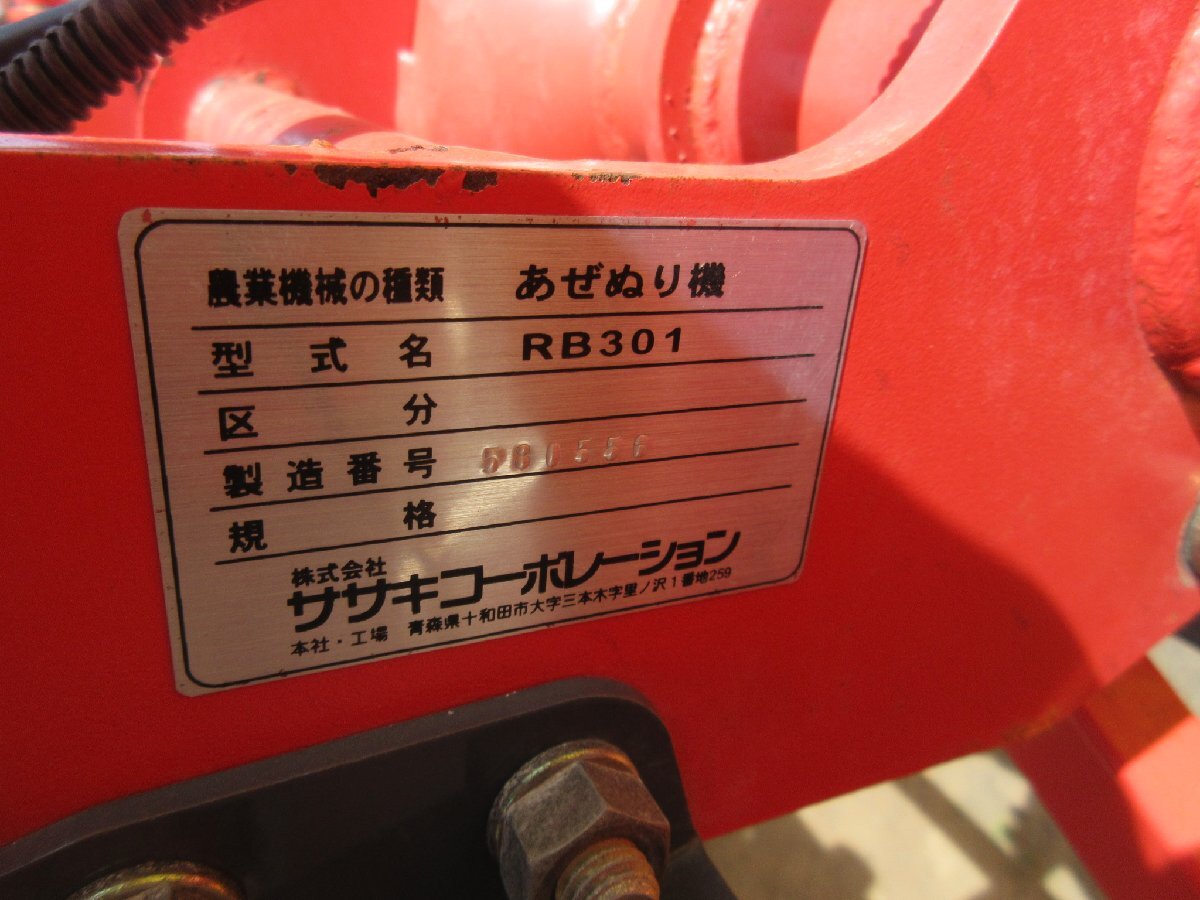 農業機械の種類 あぜぬり機
型式名 RB301
区分
製造番号
規格
株式会社
ササキコーポレーション
本社・工場 青森県十和田市大字三本木字里ノ沢1番地259